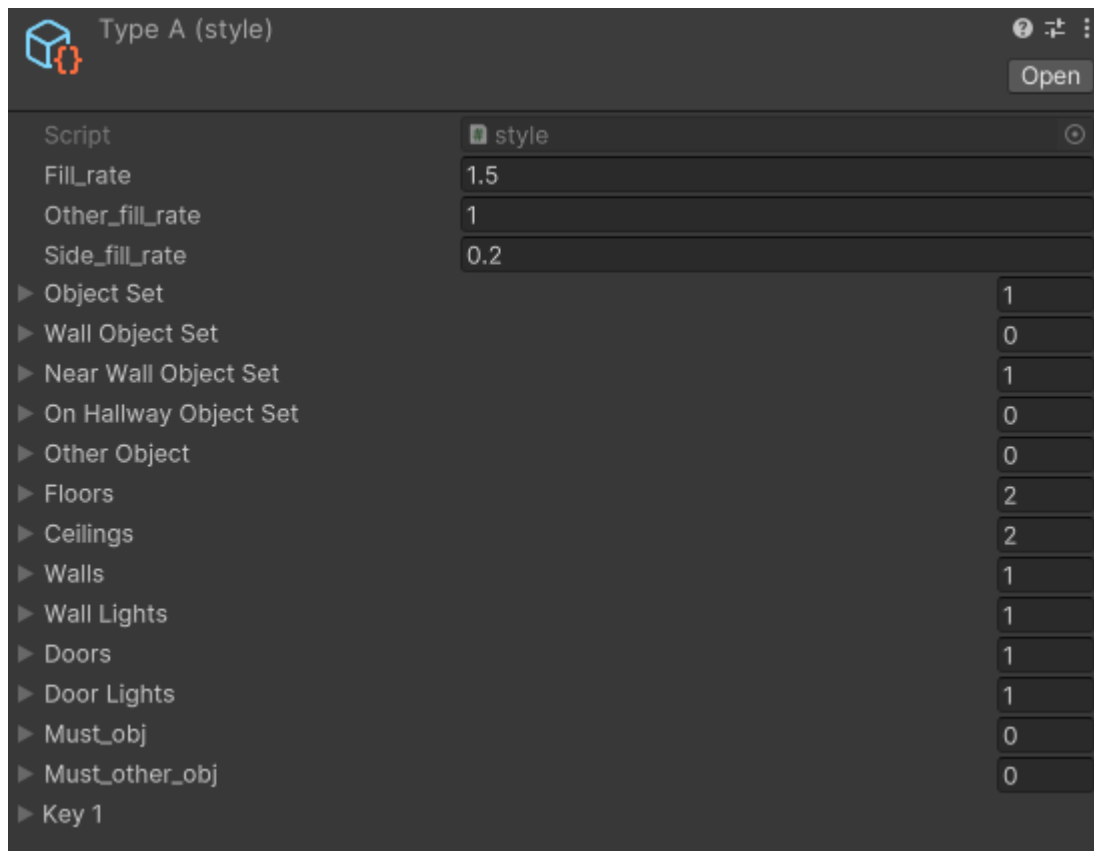 Type A (style)
Open
Script style
Fill_rate 1.5
Other_fill_rate 1
Side_fill_rate 0.2
Object Set 1
Wall Object Set 0
Near Wall Object Set 1
On Hallway Object Set 0
Other Object 0
Floors 2
Ceilings 2
Walls 1
Wall Lights 1
Doors 1
Door Lights 1
Must_obj 0
Must_other_obj 0
Key 1